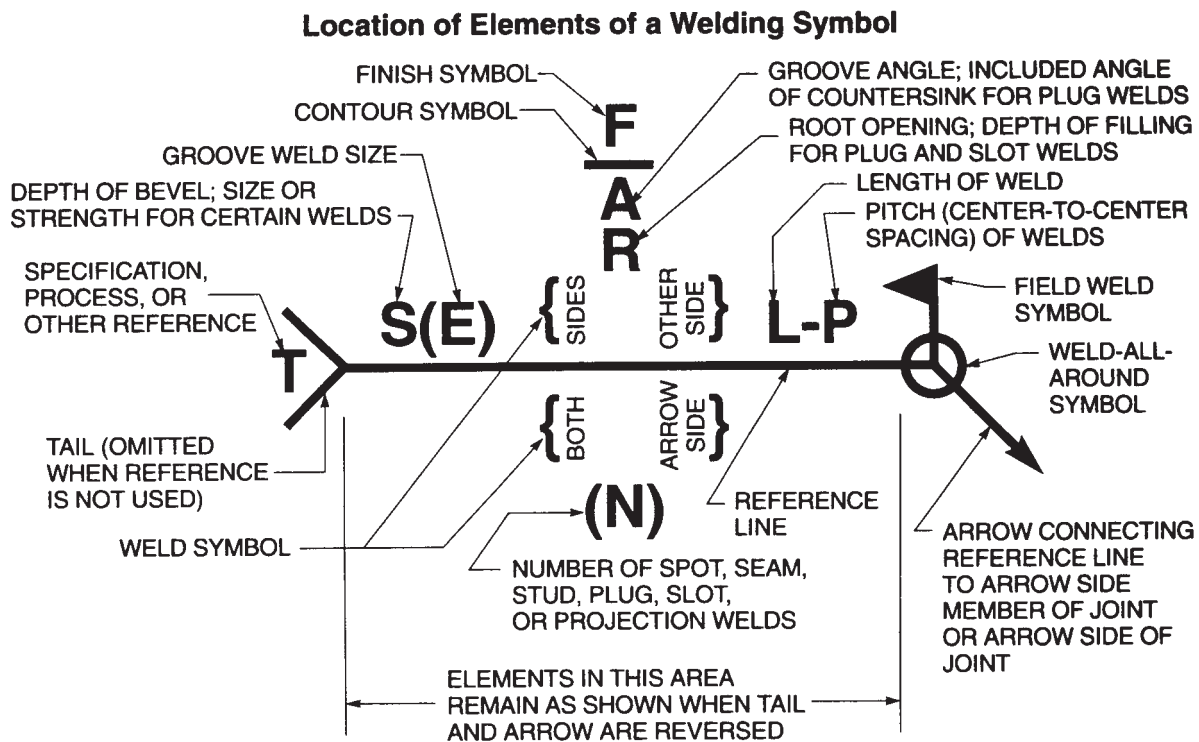 Location of Elements of a Welding Symbol
FINISH SYMBOL
CONTOUR SYMBOL
GROOVE WELD SIZE
DEPTH OF BEVEL; SIZE OR
STRENGTH FOR CERTAIN WELDS
SPECIFICATION,
PROCESS, OR
OTHER REFERENCE
F
A
R
GROOVE ANGLE; INCLUDED ANGLE
OF COUNTERSINK FOR PLUG WELDS
ROOT OPENING; DEPTH OF FILLING
FOR PLUG AND SLOT WELDS
LENGTH OF WELD
PITCH (CENTER-TO-CENTER
SPACING) OF WELDS
FIELD WELD
SYMBOL
WELD-ALL-
AROUND
SYMBOL
T
S(E)
{ SIDES
OTHER
SIDE }
L-P
{ BOTH
ARROW
SIDE }
(N)
TAIL (OMITTED
WHEN REFERENCE
IS NOT USED)
WELD SYMBOL
REFERENCE
LINE
NUMBER OF SPOT, SEAM,
STUD, PLUG, SLOT,
OR PROJECTION WELDS
ARROW CONNECTING
REFERENCE LINE
TO ARROW SIDE
MEMBER OF JOINT
OR ARROW SIDE OF
JOINT
ELEMENTS IN THIS AREA
REMAIN AS SHOWN WHEN TAIL
AND ARROW ARE REVERSED